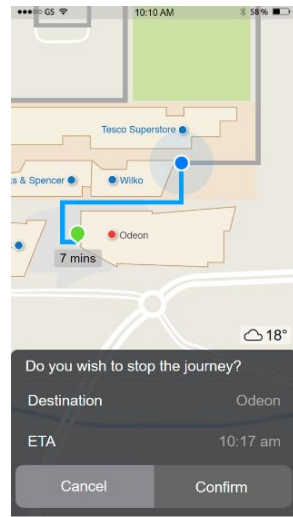 GS 10:10 AM 58%
Tesco Superstore
s & Spencer Wilko
Odeon
7 mins
18°
Do you wish to stop the journey?
Destination Odeon
ETA 10:17 am
Cancel Confirm